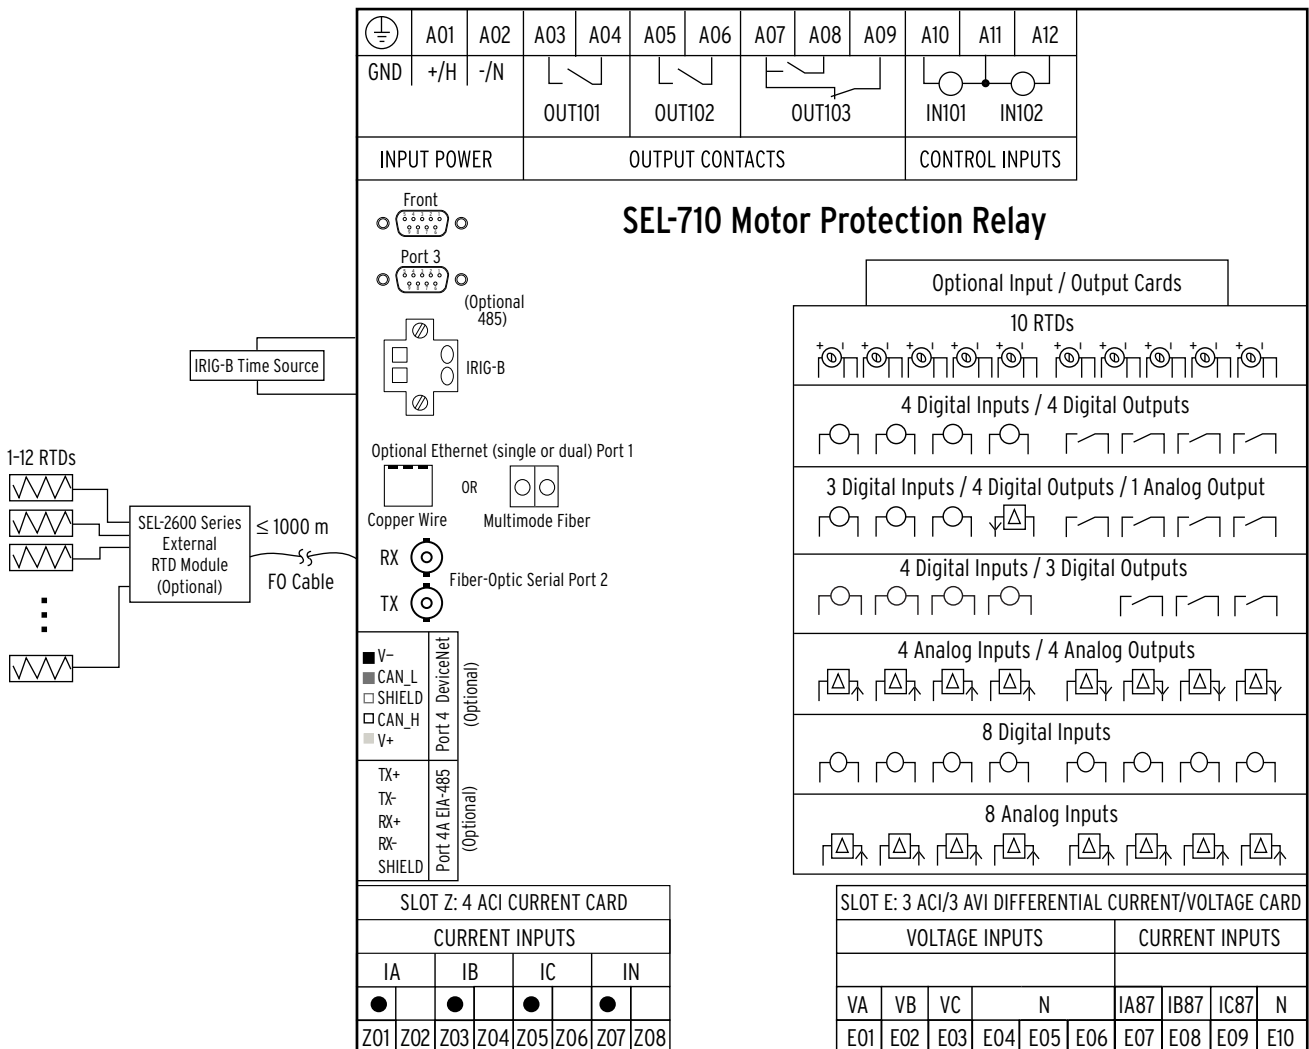 A01 A02 A03 A04 A05 A06 A07 A08 A09 A10 A11 A12
GND +/H -/N
OUT101 OUT102 OUT103 IN101 IN102
INPUT POWER OUTPUT CONTACTS CONTROL INPUTS
SEL-710 Motor Protection Relay
Front
Port 3
(Optional
485)
IRIG-B Time Source
IRIG-B
Optional Ethernet (single or dual) Port 1
OR
Copper Wire Multimode Fiber
1-12 RTDs
SEL-2600 Series
External
RTD Module
(Optional)
≤ 1000 m
FO Cable
RX
Fiber-Optic Serial Port 2
TX
V–
CAN_L
SHIELD
CAN_H
V+
Port 4 DeviceNet
(Optional)
TX+
TX-
RX+
RX-
SHIELD
Port 4A EIA-485
(Optional)
Optional Input / Output Cards
10 RTDs
+ - + - + - + - + - + - + - + - + - + -
4 Digital Inputs / 4 Digital Outputs
3 Digital Inputs / 4 Digital Outputs / 1 Analog Output
4 Digital Inputs / 3 Digital Outputs
4 Analog Inputs / 4 Analog Outputs
8 Digital Inputs
8 Analog Inputs
SLOT Z: 4 ACI CURRENT CARD
CURRENT INPUTS
IA IB IC IN
Z01 Z02 Z03 Z04 Z05 Z06 Z07 Z08
SLOT E: 3 ACI/3 AVI DIFFERENTIAL CURRENT/VOLTAGE CARD
VOLTAGE INPUTS CURRENT INPUTS
VA VB VC N IA87 IB87 IC87 N
E01 E02 E03 E04 E05 E06 E07 E08 E09 E10